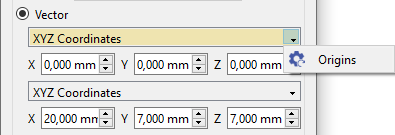 Vector
XYZ Coordinates
X 0,000 mm Y 0,000 mm Z 0,000 mm
Origins
XYZ Coordinates
X 20,000 mm Y 7,000 mm Z 7,000 mm